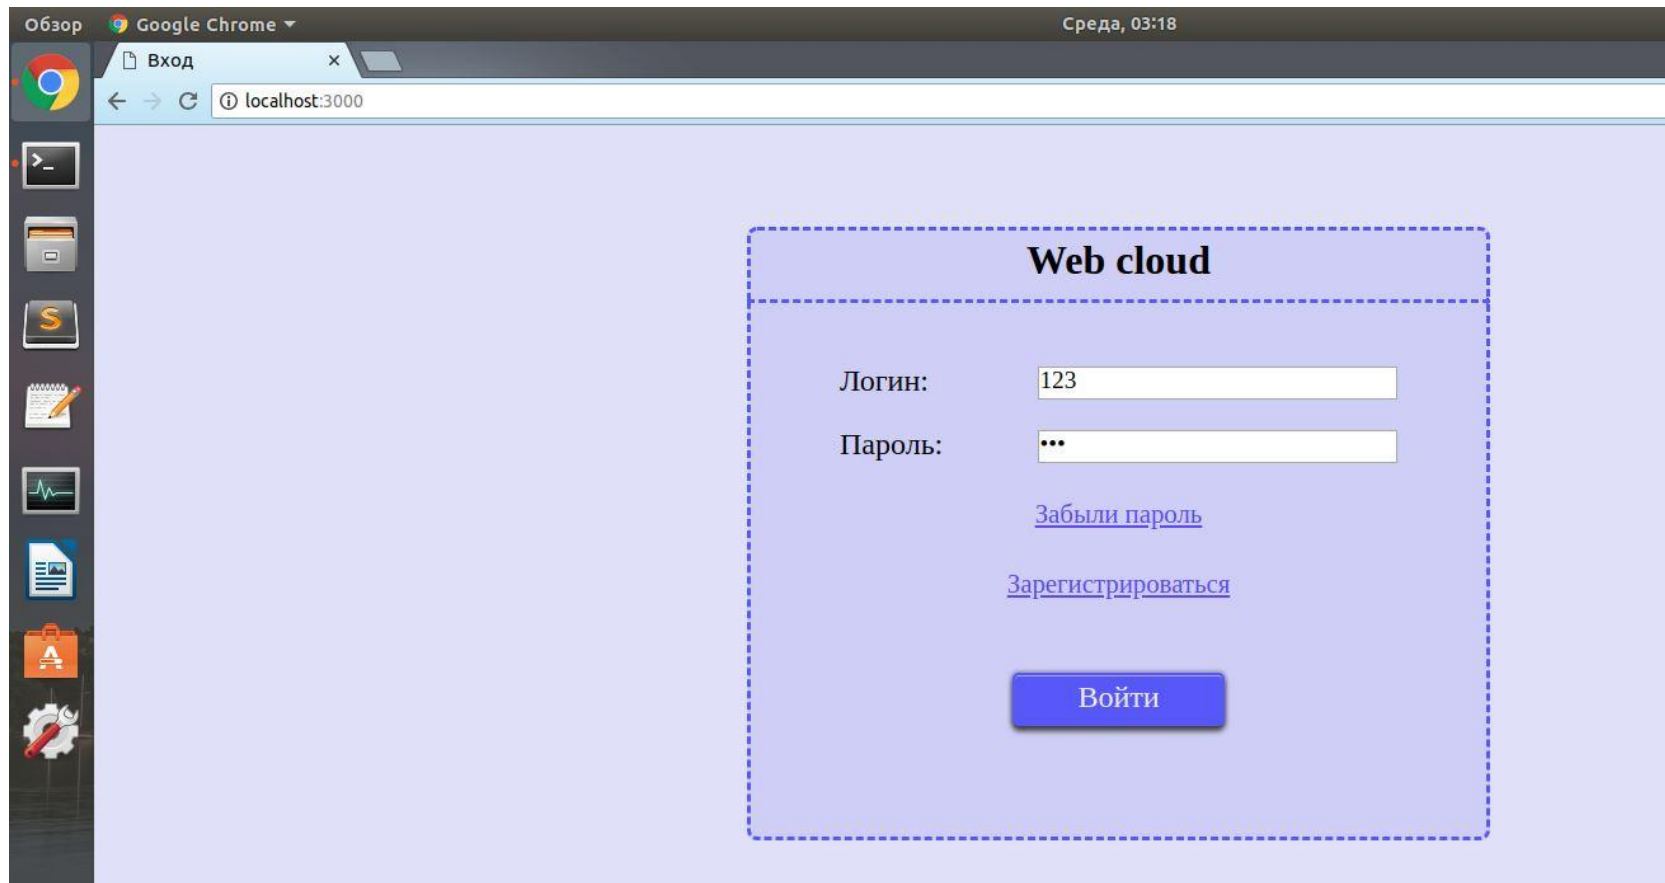 Обзор Google Chrome Среда, 03:18
Вход
localhost:3000
Web cloud
Логин: 123
Пароль: •••
Забыли пароль
Зарегистрироваться
Войти